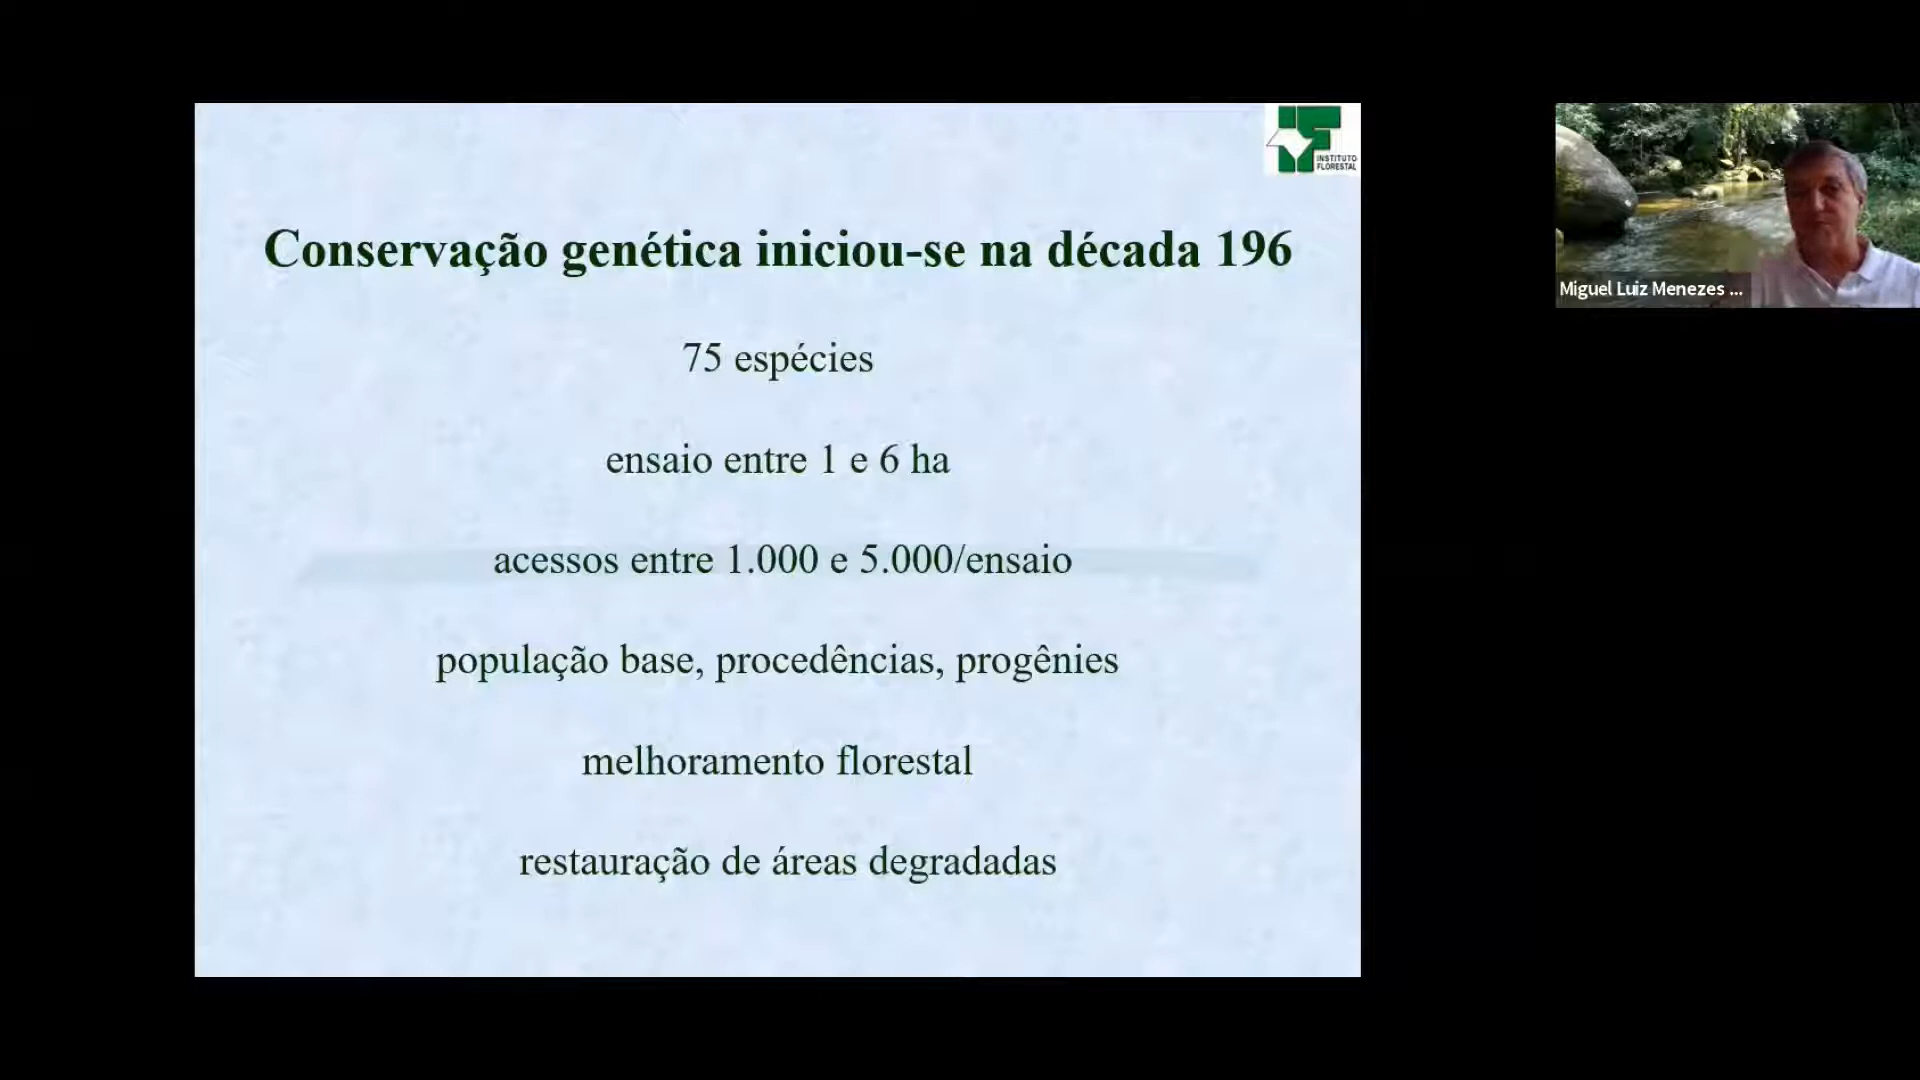 INSTITUTO
FLORESTAL
Conservação genética iniciou-se na década 196
75 espécies
ensaio entre 1 e 6 ha
acessos entre 1.000 e 5.000/ensaio
população base, procedências, progênies
melhoramento florestal
restauração de áreas degradadas
Miguel Luiz Menezes ...